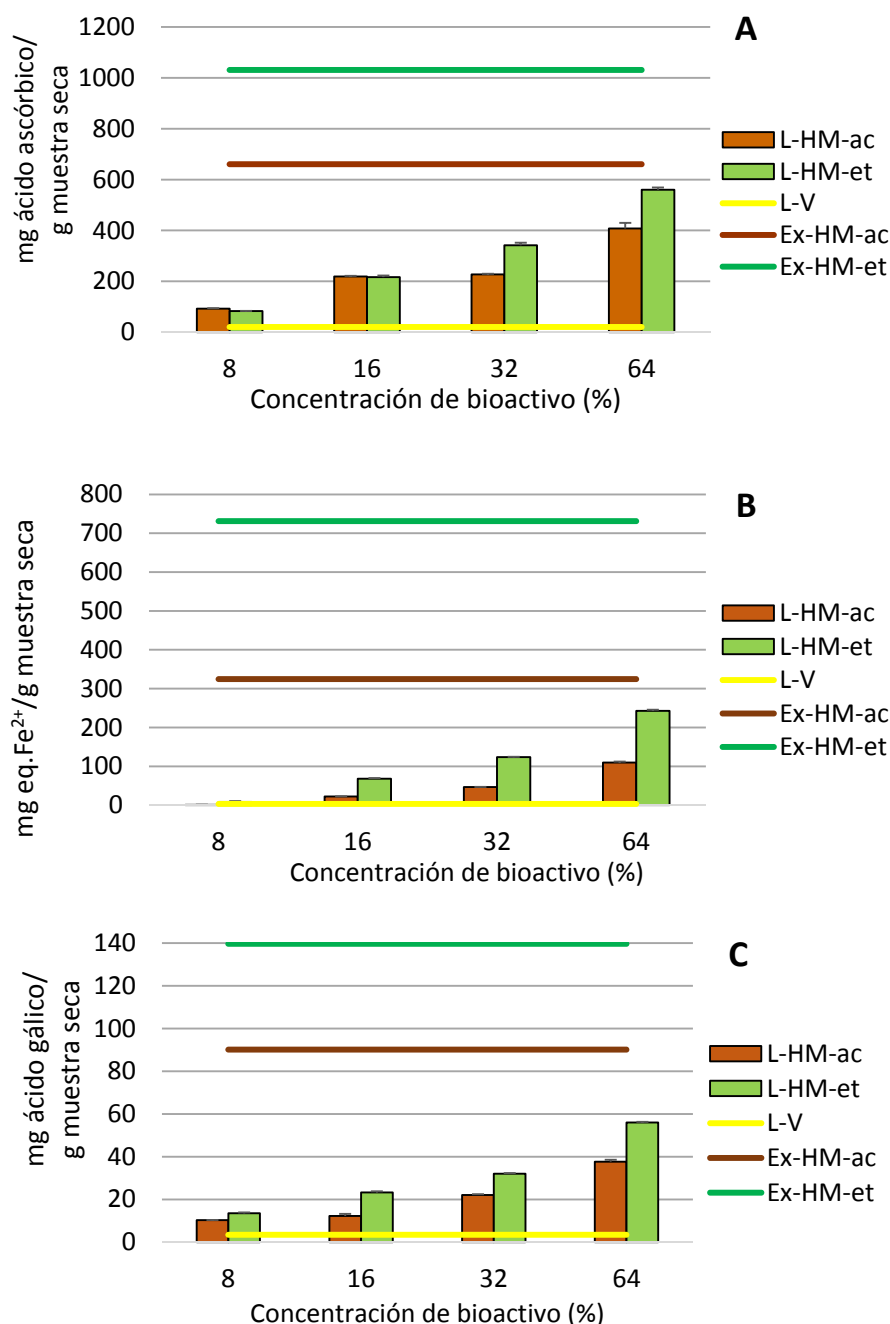 A
1200
1000
800
600
400
200
0
mg ácido ascórbico/
g muestra seca
8 16 32 64
Concentración de bioactivo (%)
L-HM-ac
L-HM-et
L-V
Ex-HM-ac
Ex-HM-et
B
800
700
600
500
400
300
200
100
0
mg eq.Fe²⁺/g muestra seca
8 16 32 64
Concentración de bioactivo (%)
L-HM-ac
L-HM-et
L-V
Ex-HM-ac
Ex-HM-et
C
140
120
100
80
60
40
20
0
mg ácido gálico/
g muestra seca
8 16 32 64
Concentración de bioactivo (%)
L-HM-ac
L-HM-et
L-V
Ex-HM-ac
Ex-HM-et